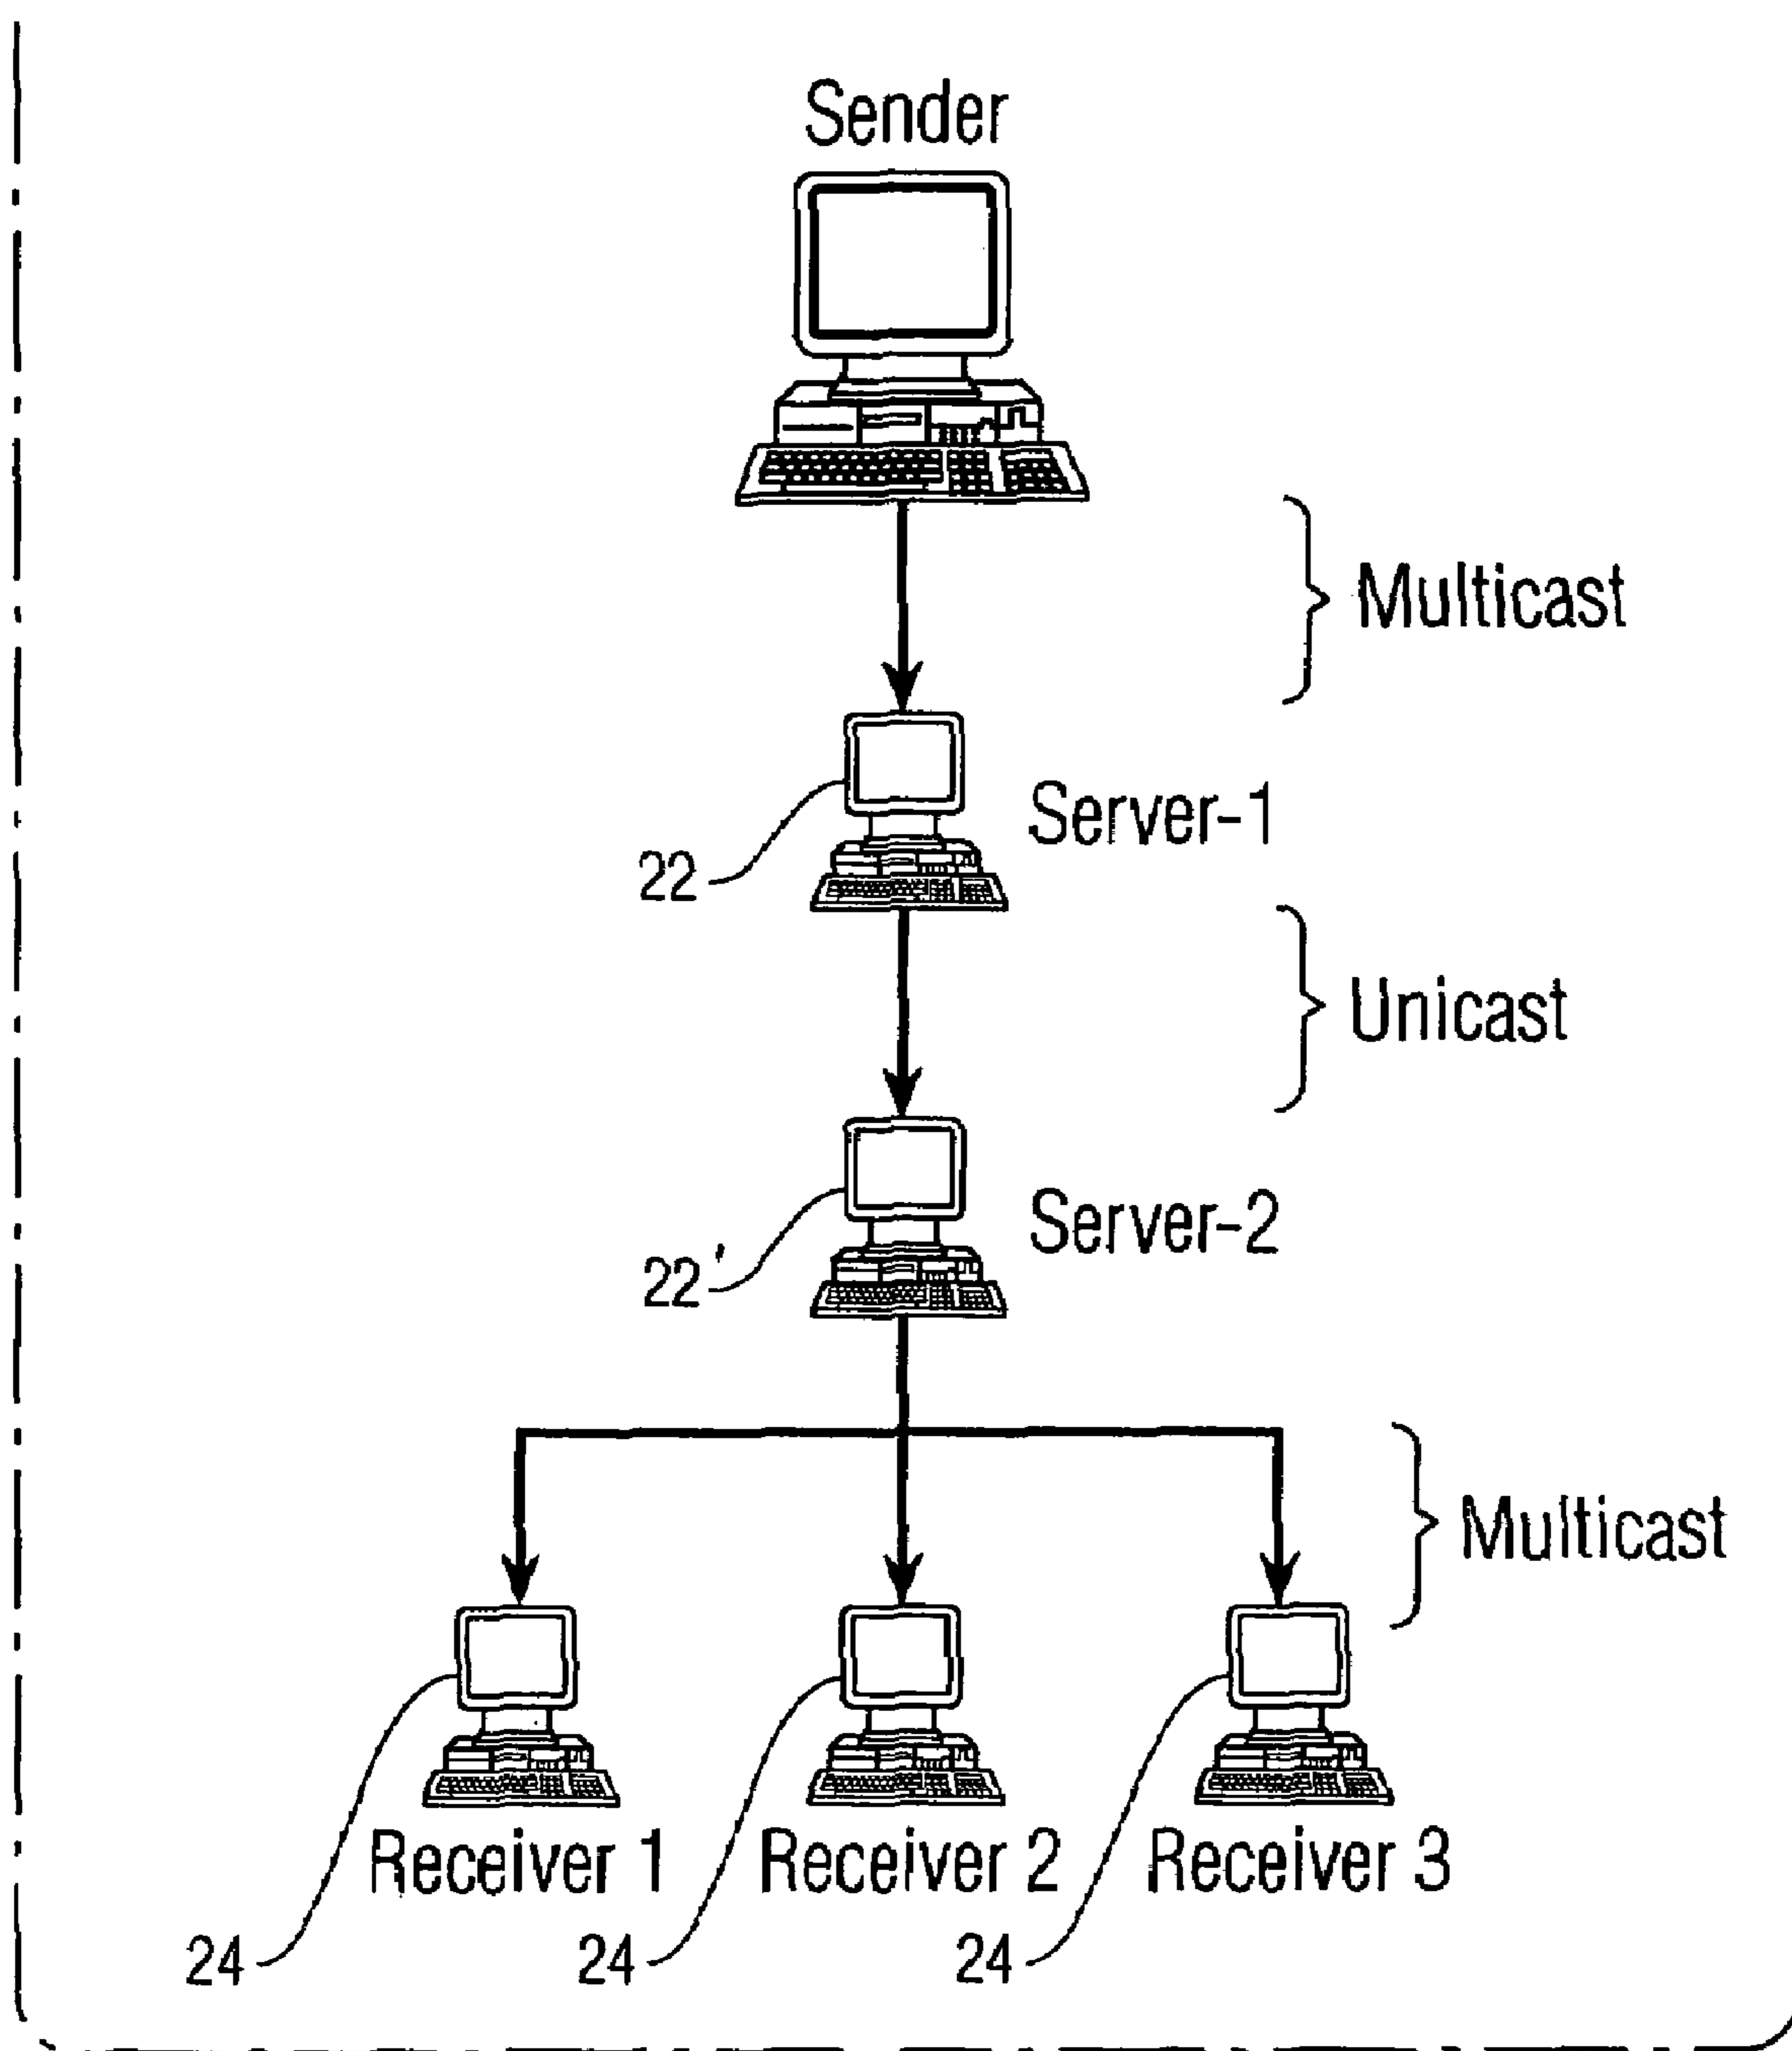 Sender
Multicast
Server-1
22
Unicast
Server-2
22'
Multicast
Receiver 1
Receiver 2
Receiver 3
24
24
24